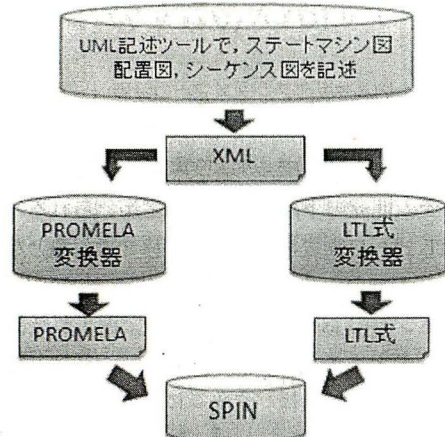 UML記述ツールで，ステートマシン図
配置図，シーケンス図を記述
XML
PROMELA
変換器
LTL式
変換器
PROMELA
LTL式
SPIN